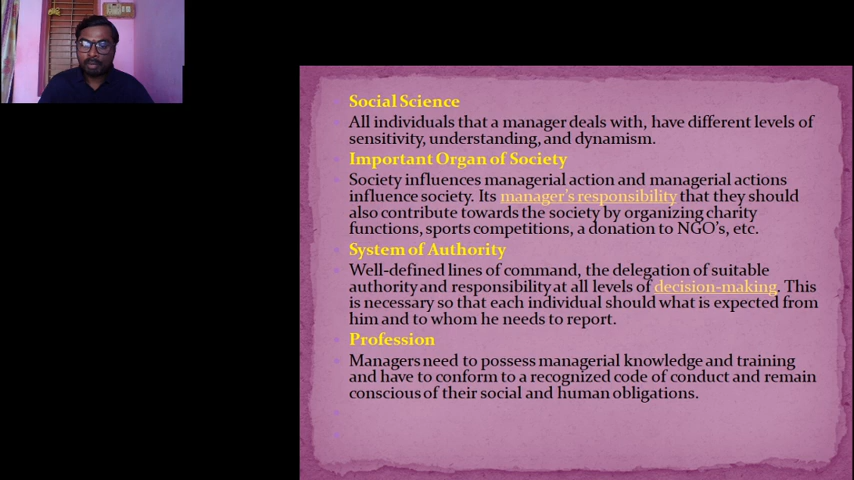 Social Science
All individuals that a manager deals with, have different levels of
sensitivity, understanding, and dynamism.
Important Organ of Society
Society influences managerial action and managerial actions
influence society. Its manager's responsibility that they should
also contribute towards the society by organizing charity
functions, sports competitions, a donation to NGO's, etc.
System of Authority
Well-defined lines of command, the delegation of suitable
authority and responsibility at all levels of decision-making. This
is necessary so that each individual should what is expected from
him and to whom he needs to report.
Profession
Managers need to possess managerial knowledge and training
and have to conform to a recognized code of conduct and remain
conscious of their social and human obligations.